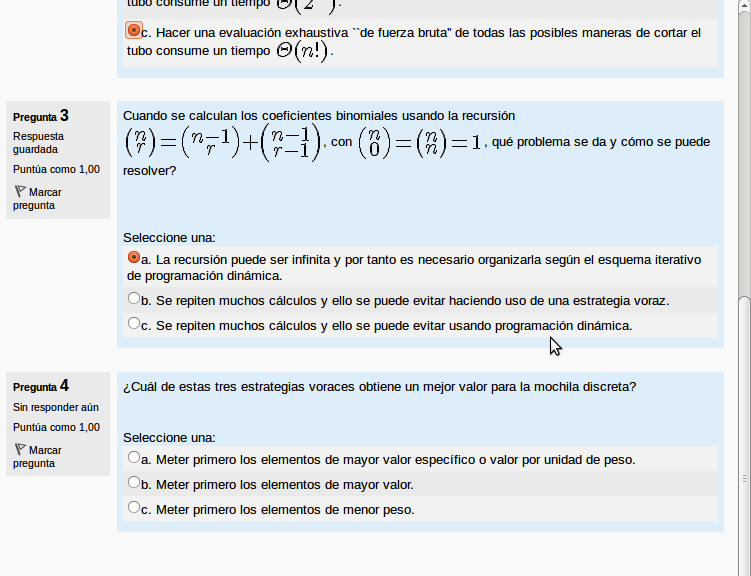 tubo consume un tiempo Θ(2 ).
c. Hacer una evaluación exhaustiva ``de fuerza bruta'' de todas las posibles maneras de cortar el
tubo consume un tiempo Θ(n!).
Pregunta 3
Respuesta
guardada
Puntúa como 1,00
Marcar
pregunta
Cuando se calculan los coeficientes binomiales usando la recursión
(n r) = (n−1 r) + (n−1 r−1), con (n 0) = (n n) = 1, qué problema se da y cómo se puede
resolver?
Seleccione una:
a. La recursión puede ser infinita y por tanto es necesario organizarla según el esquema iterativo
de programación dinámica.
b. Se repiten muchos cálculos y ello se puede evitar haciendo uso de una estrategia voraz.
c. Se repiten muchos cálculos y ello se puede evitar usando programación dinámica.
Pregunta 4
Sin responder aún
Puntúa como 1,00
Marcar
pregunta
¿Cuál de estas tres estrategias voraces obtiene un mejor valor para la mochila discreta?
Seleccione una:
a. Meter primero los elementos de mayor valor específico o valor por unidad de peso.
b. Meter primero los elementos de mayor valor.
c. Meter primero los elementos de menor peso.